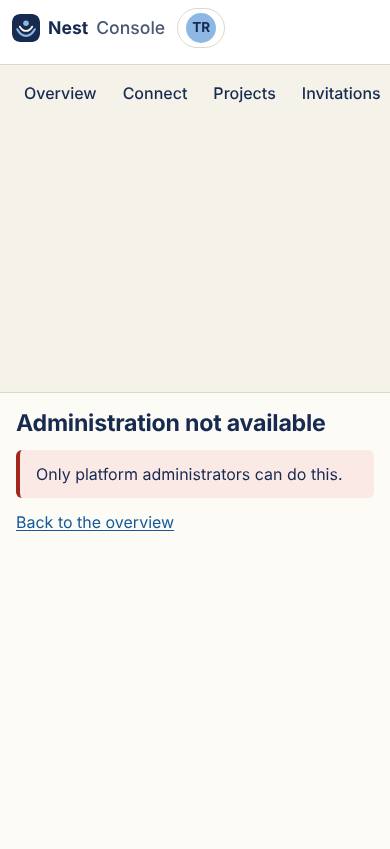 Nest Console TR
Overview Connect Projects Invitations
Administration not available
Only platform administrators can do this.
Back to the overview